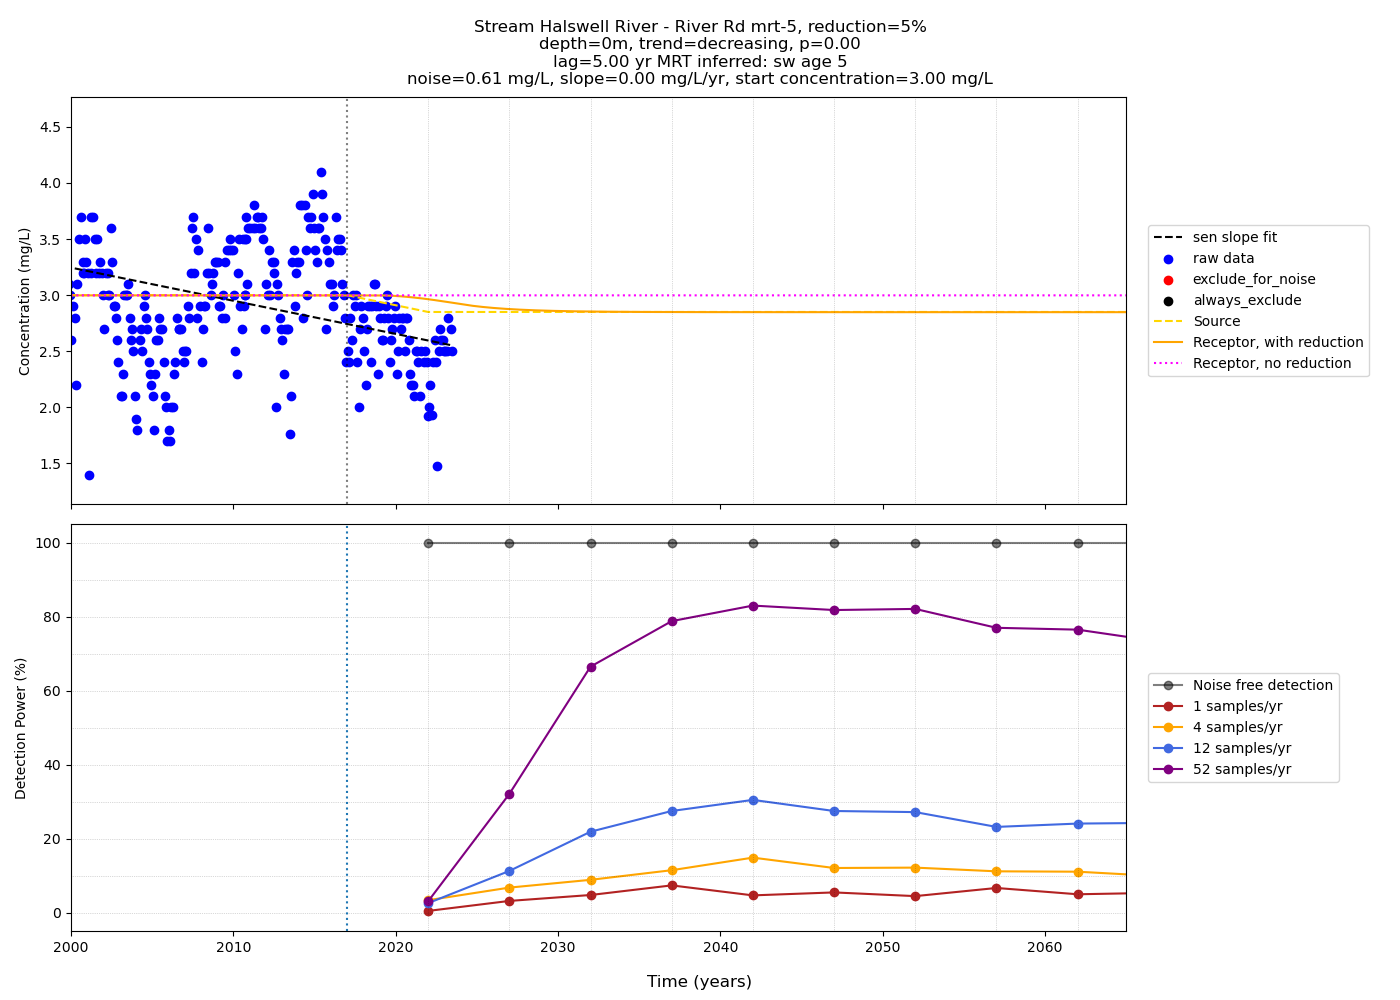 Stream Halswell River - River Rd mrt-5, reduction=5%
depth=0m, trend=decreasing, p=0.00
lag=5.00 yr MRT inferred: sw age 5
noise=0.61 mg/L, slope=0.00 mg/L/yr, start concentration=3.00 mg/L
Concentration (mg/L)
4.5
4.0
3.5
3.0
2.5
2.0
1.5
sen slope fit
raw data
exclude_for_noise
always_exclude
Source
Receptor, with reduction
Receptor, no reduction
Detection Power (%)
100
80
60
40
20
0
Noise free detection
1 samples/yr
4 samples/yr
12 samples/yr
52 samples/yr
2000 2010 2020 2030 2040 2050 2060
Time (years)